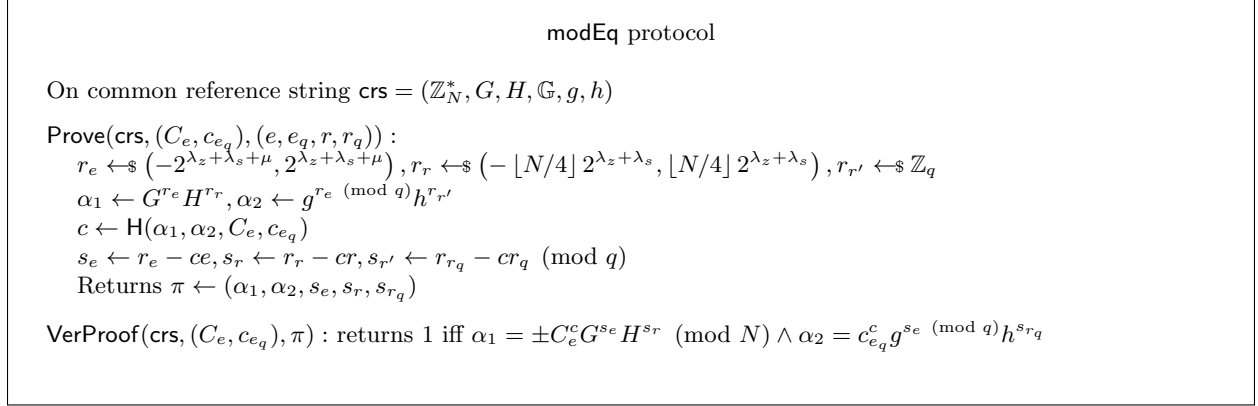 modEq protocol
On common reference string crs = (ℤ*_N, G, H, 𝔾, g, h)
Prove(crs, (C_e, c_{e_q}), (e, e_q, r, r_q)) :
r_e ←$ (−2^{λ_z+λ_s+μ}, 2^{λ_z+λ_s+μ}), r_r ←$ (−⌊N/4⌋ 2^{λ_z+λ_s}, ⌊N/4⌋ 2^{λ_z+λ_s}), r_{r′} ←$ ℤ_q
α_1 ← G^{r_e} H^{r_r}, α_2 ← g^{r_e (mod q)} h^{r_{r′}}
c ← H(α_1, α_2, C_e, c_{e_q})
s_e ← r_e − ce, s_r ← r_r − cr, s_{r′} ← r_{r_q} − cr_q (mod q)
Returns π ← (α_1, α_2, s_e, s_r, s_{r_q})
VerProof(crs, (C_e, c_{e_q}), π) : returns 1 iff α_1 = ±C_e^c G^{s_e} H^{s_r} (mod N) ∧ α_2 = c_{e_q}^c g^{s_e (mod q)} h^{s_{r_q}}